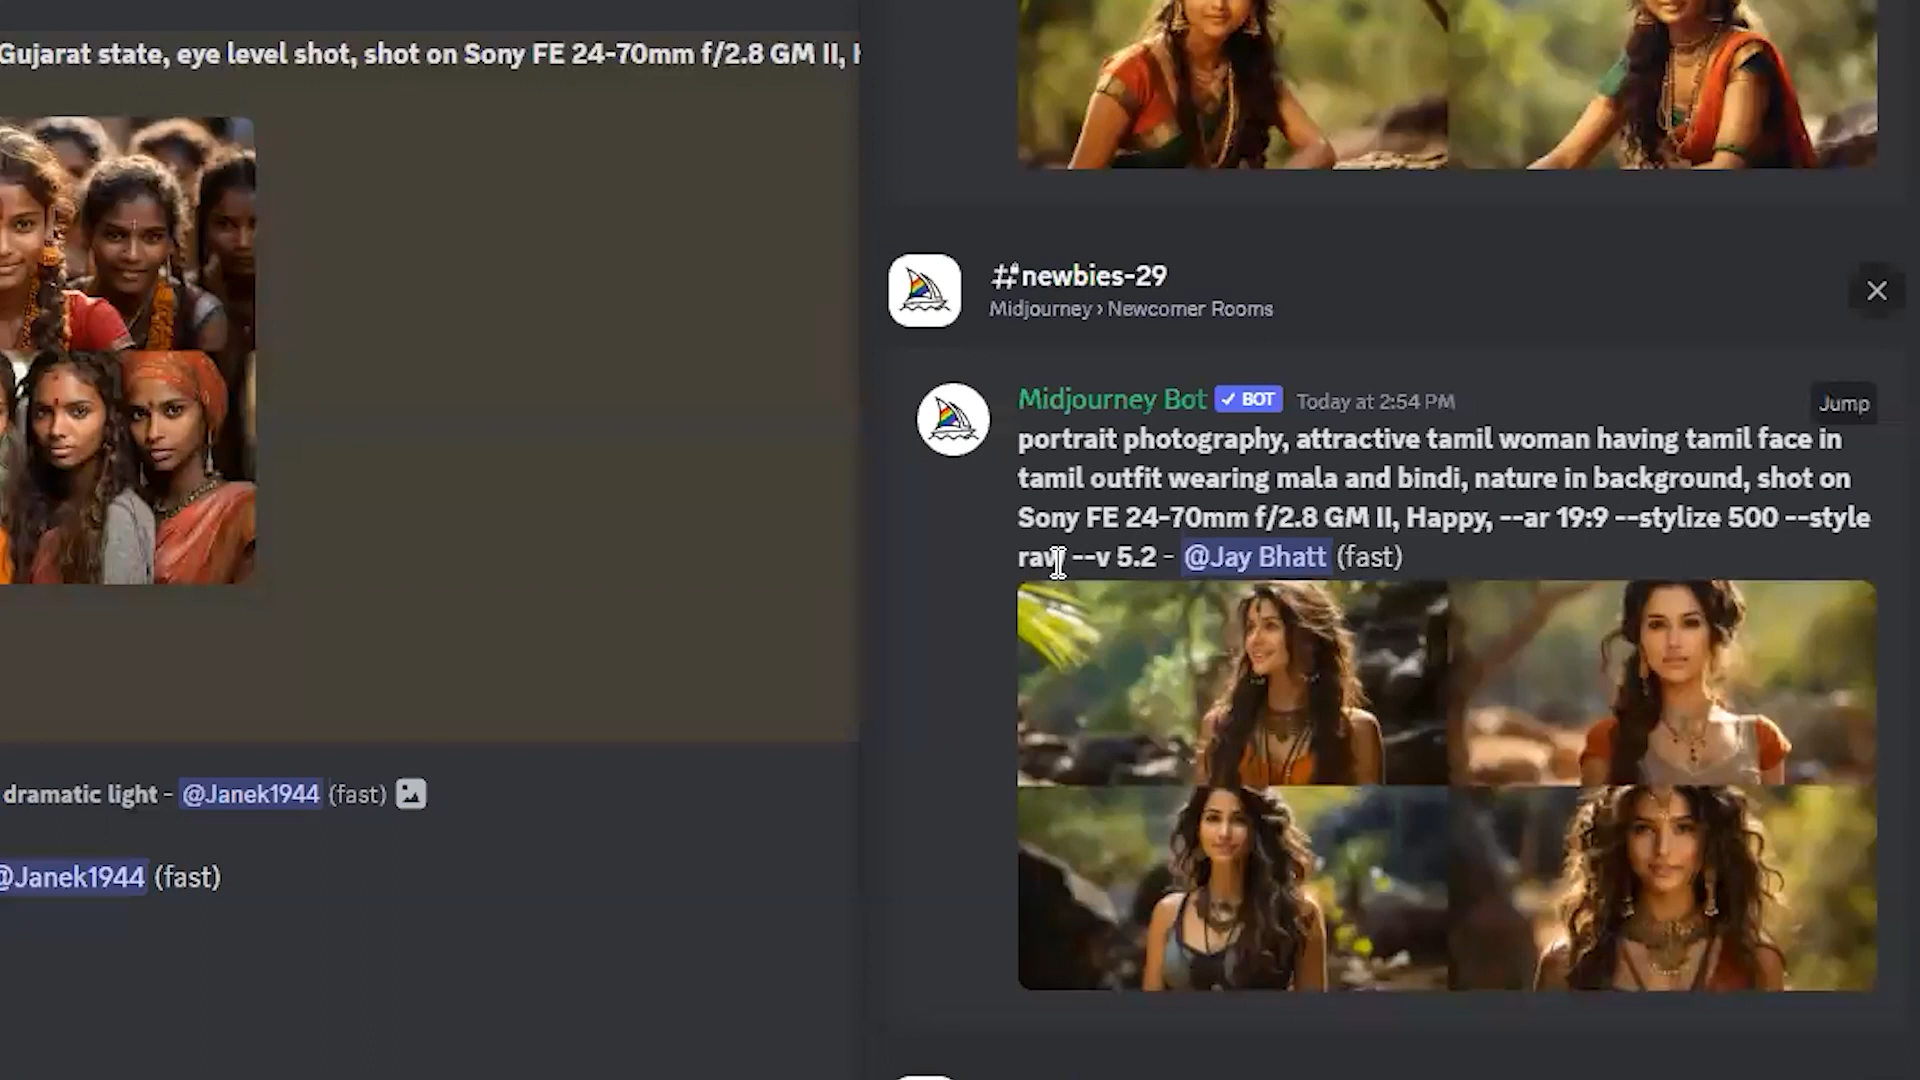 Gujarat state, eye level shot, shot on Sony FE 24-70mm f/2.8 GM II,
dramatic light - @Janek1944 (fast)
@Janek1944 (fast)
#newbies-29
Midjourney › Newcomer Rooms
Midjourney Bot ✓ BOT Today at 2:54 PM
Jump
portrait photography, attractive tamil woman having tamil face in
tamil outfit wearing mala and bindi, nature in background, shot on
Sony FE 24-70mm f/2.8 GM II, Happy, --ar 19:9 --stylize 500 --style
raw --v 5.2 - @Jay Bhatt (fast)